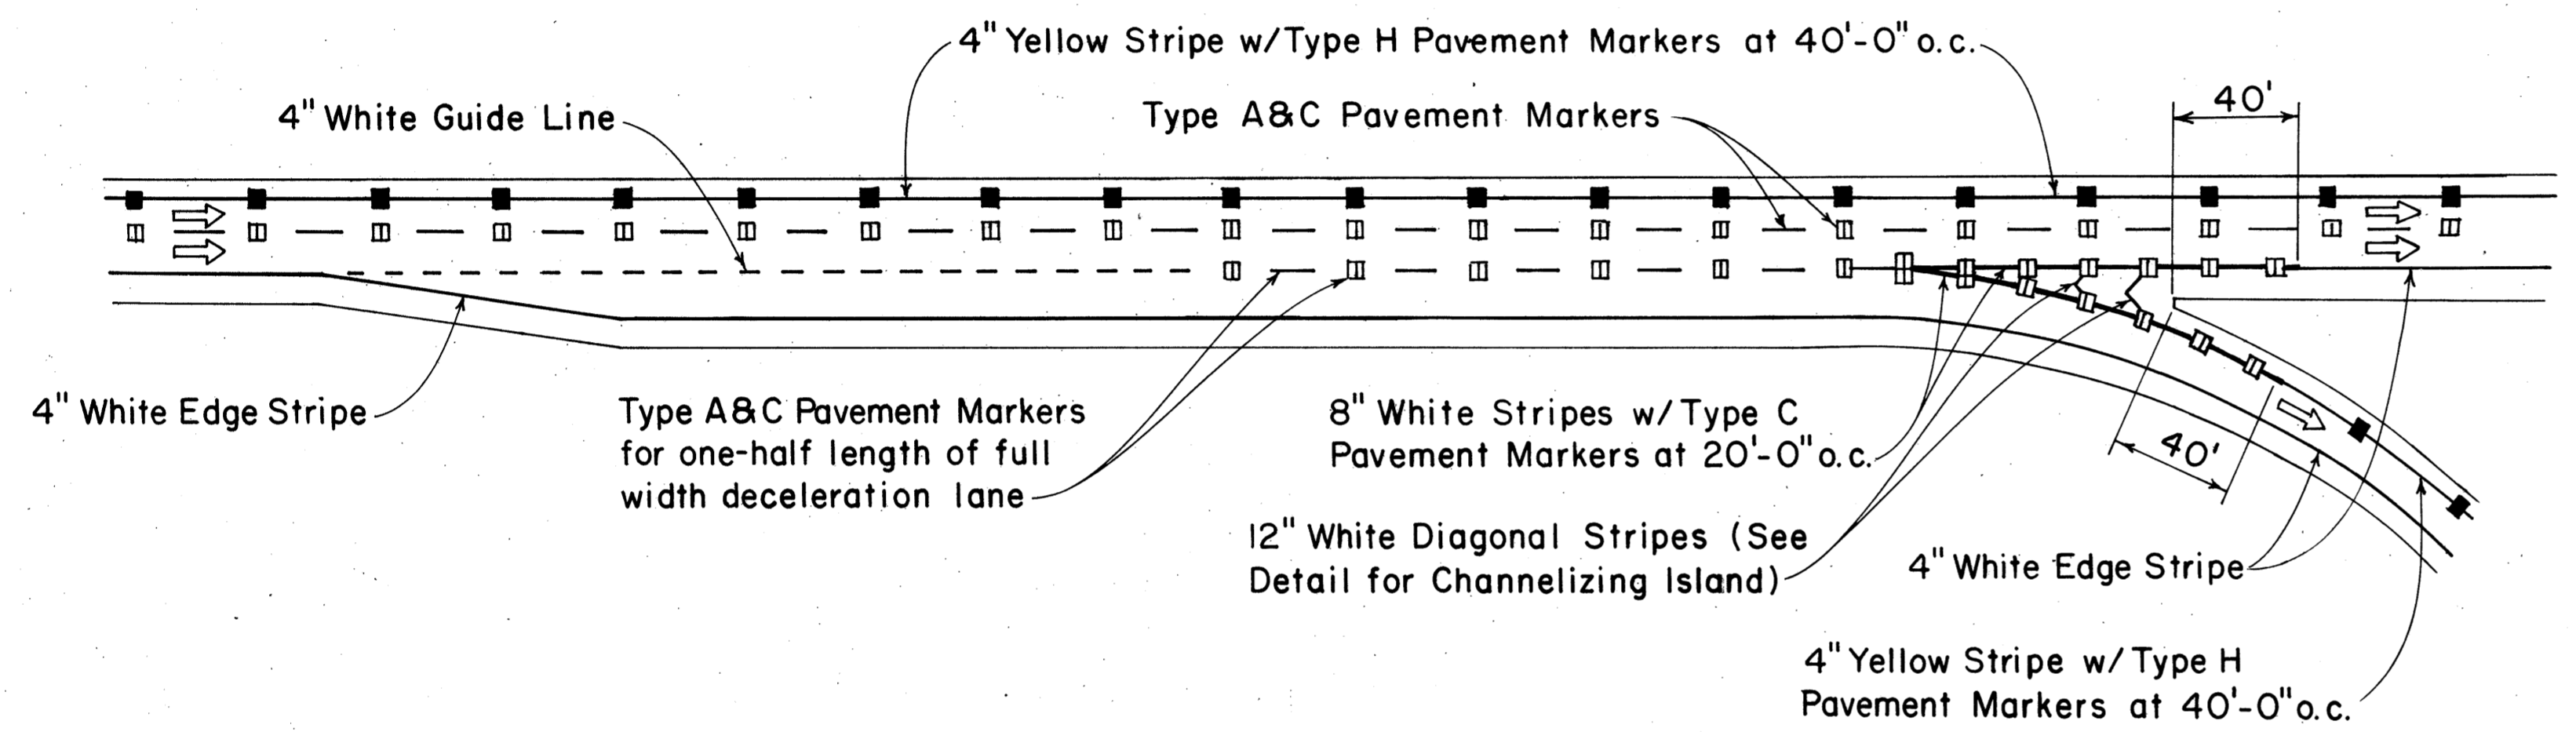 4" Yellow Stripe w/Type H Pavement Markers at 40'-0" o.c.
4" White Guide Line
Type A&C Pavement Markers
40'
4" White Edge Stripe
Type A&C Pavement Markers
for one-half length of full
width deceleration lane
8" White Stripes w/Type C
Pavement Markers at 20'-0" o.c.
40'
12" White Diagonal Stripes (See
Detail for Channelizing Island)
4" White Edge Stripe
4" Yellow Stripe w/Type H
Pavement Markers at 40'-0" o.c.